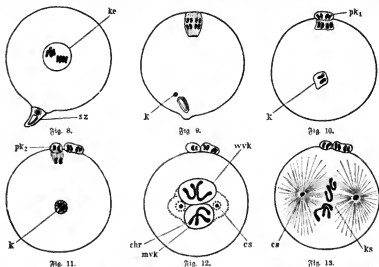 ke
sz
Fig. 8.
k
Fig. 9.
pk1
k
Fig. 10.
pk2
k
Fig. 11.
wvk
chr
mvk
cs
Fig. 12.
cs
ks
Fig. 13.